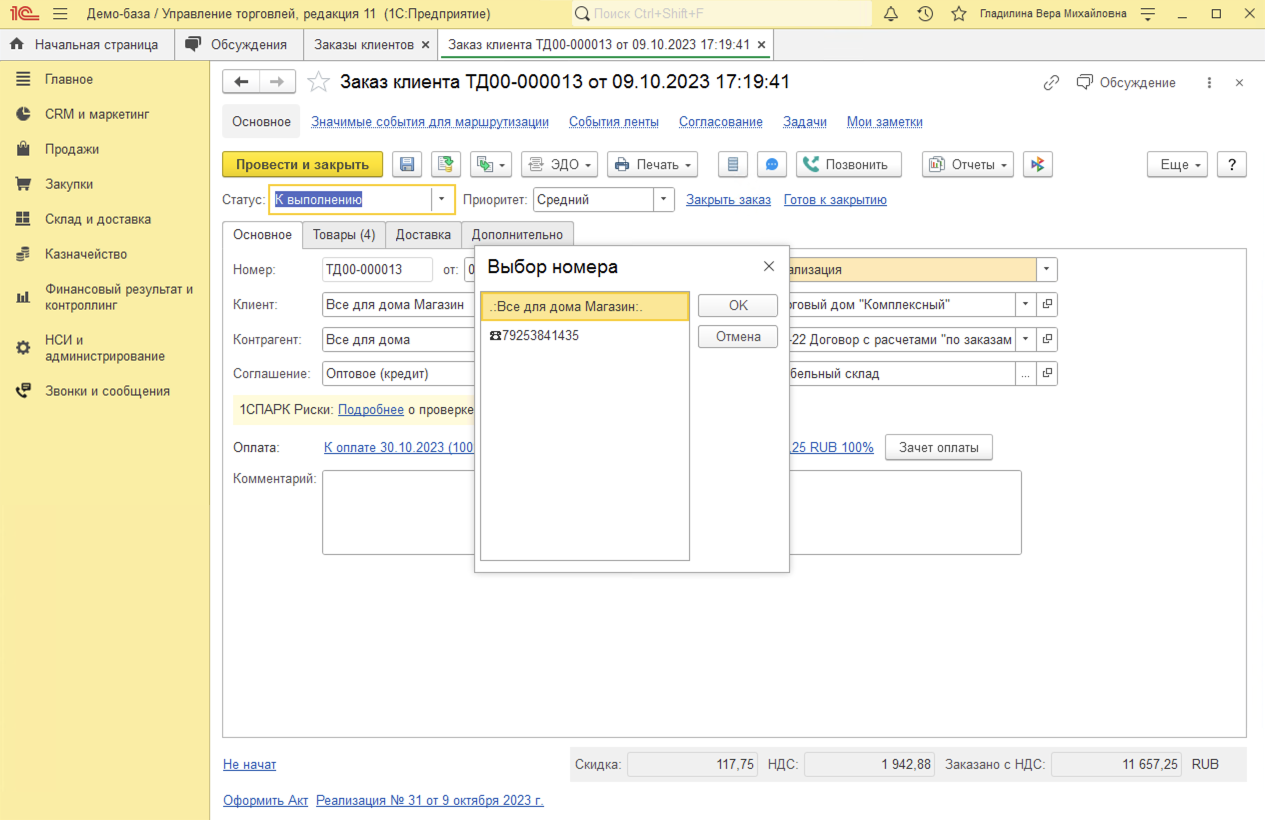 1С Демо-база / Управление торговлей, редакция 11 (1С:Предприятие) Поиск Ctrl+Shift+F Гладилина Вера Михайловна
Начальная страница Обсуждения Заказы клиентов × Заказ клиента ТД00-000013 от 09.10.2023 17:19:41 ×
Главное
CRM и маркетинг
Продажи
Закупки
Склад и доставка
Казначейство
Финансовый результат и
контроллинг
НСИ и
администрирование
Звонки и сообщения
Заказ клиента ТД00-000013 от 09.10.2023 17:19:41 Обсуждение
Основное Значимые события для маршрутизации События ленты Согласование Задачи Мои заметки
Провести и закрыть ЭДО Печать Позвонить Отчеты Еще ?
Статус: К выполнению Приоритет: Средний Закрыть заказ Готов к закрытию
Основное Товары (4) Доставка Дополнительно
Номер: ТД00-000013 от: 0 ализация
Клиент: Все для дома Магазин рговый дом "Комплексный"
Контрагент: Все для дома -22 Договор с расчетами "по заказам
Соглашение: Оптовое (кредит) бельный склад ...
1СПАРК Риски: Подробнее о проверке
Оплата: К оплате 30.10.2023 (100 ,25 RUB 100% Зачет оплаты
Комментарий:
Выбор номера
.:Все для дома Магазин:. OK
☎79253841435 Отмена
Не начат Скидка: 117,75 НДС: 1 942,88 Заказано с НДС: 11 657,25 RUB
Оформить Акт Реализация № 31 от 9 октября 2023 г.